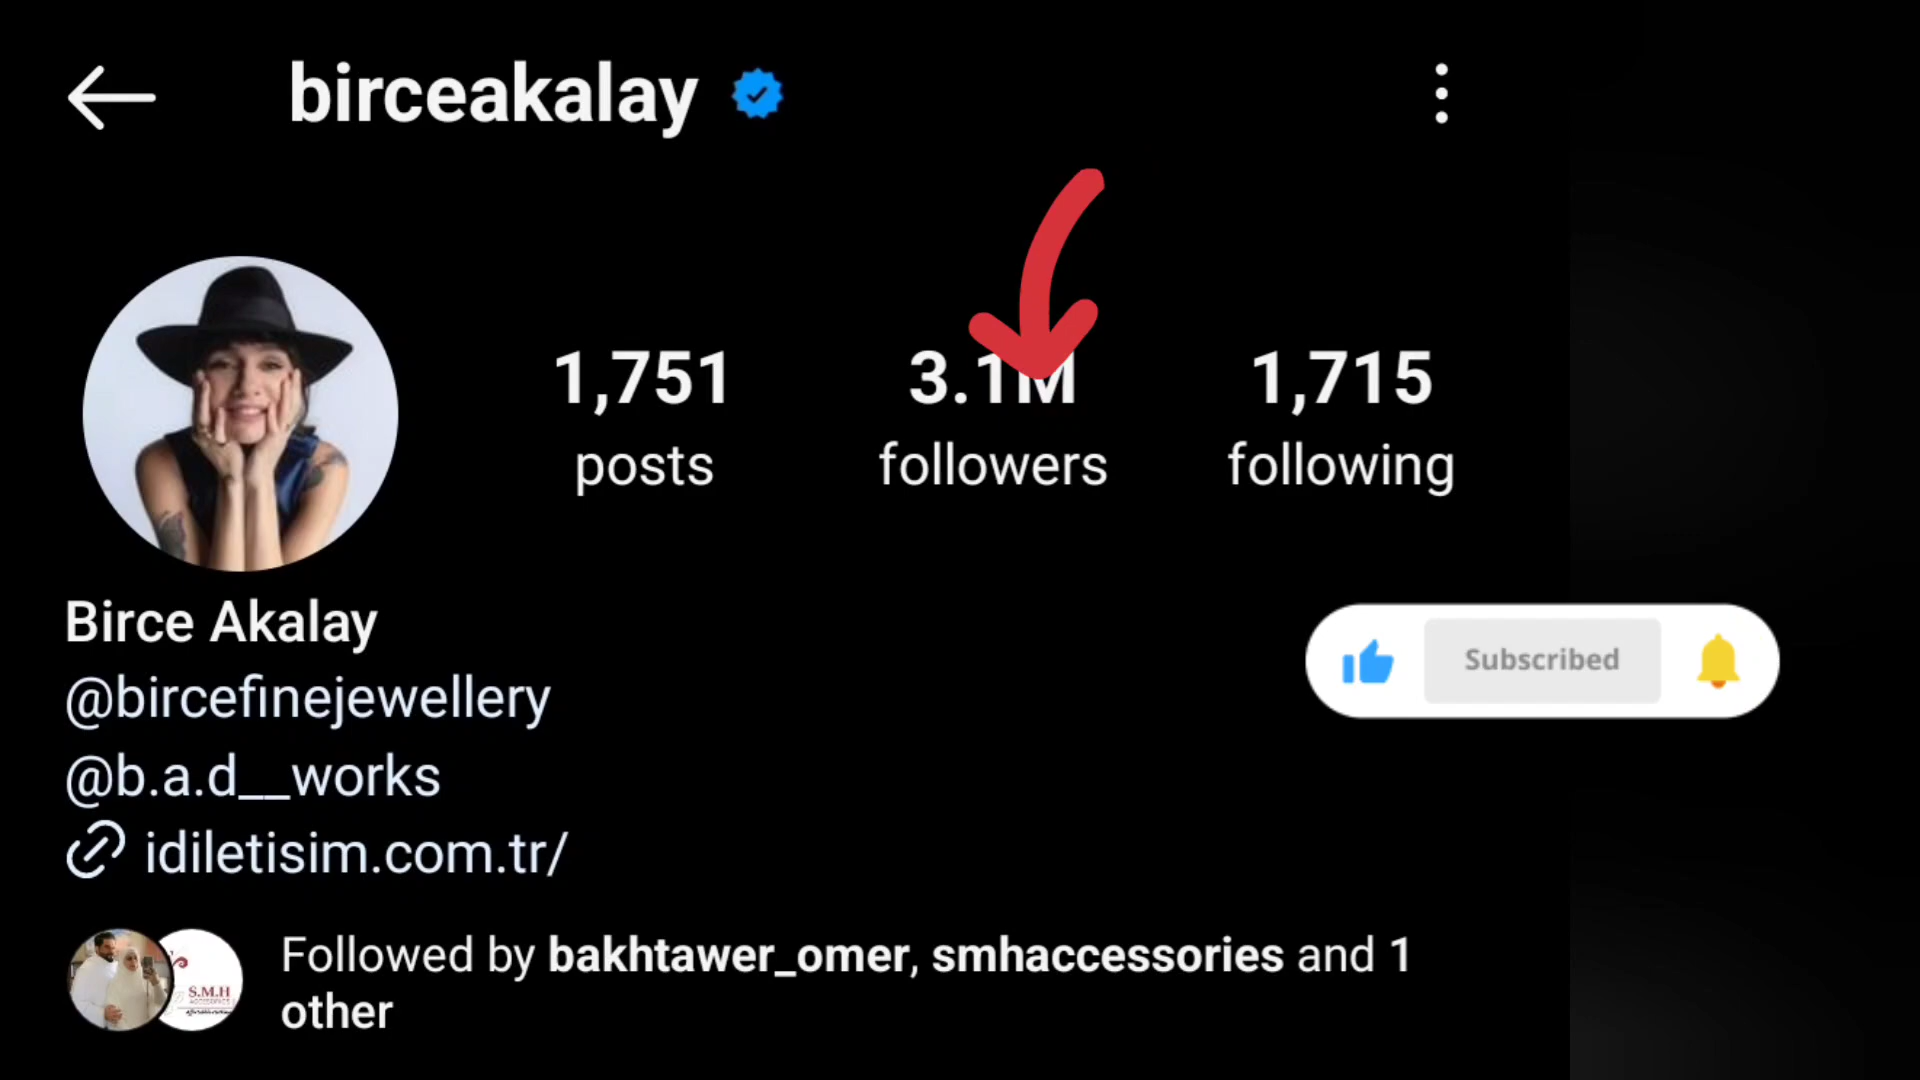 birceakalay
1,751 3.1M 1,715
posts followers following
Birce Akalay
@bircefinejewellery
@b.a.d__works
idiletisim.com.tr/
Subscribed
Followed by bakhtawer_omer, smhaccessories and 1
other
S.M.H